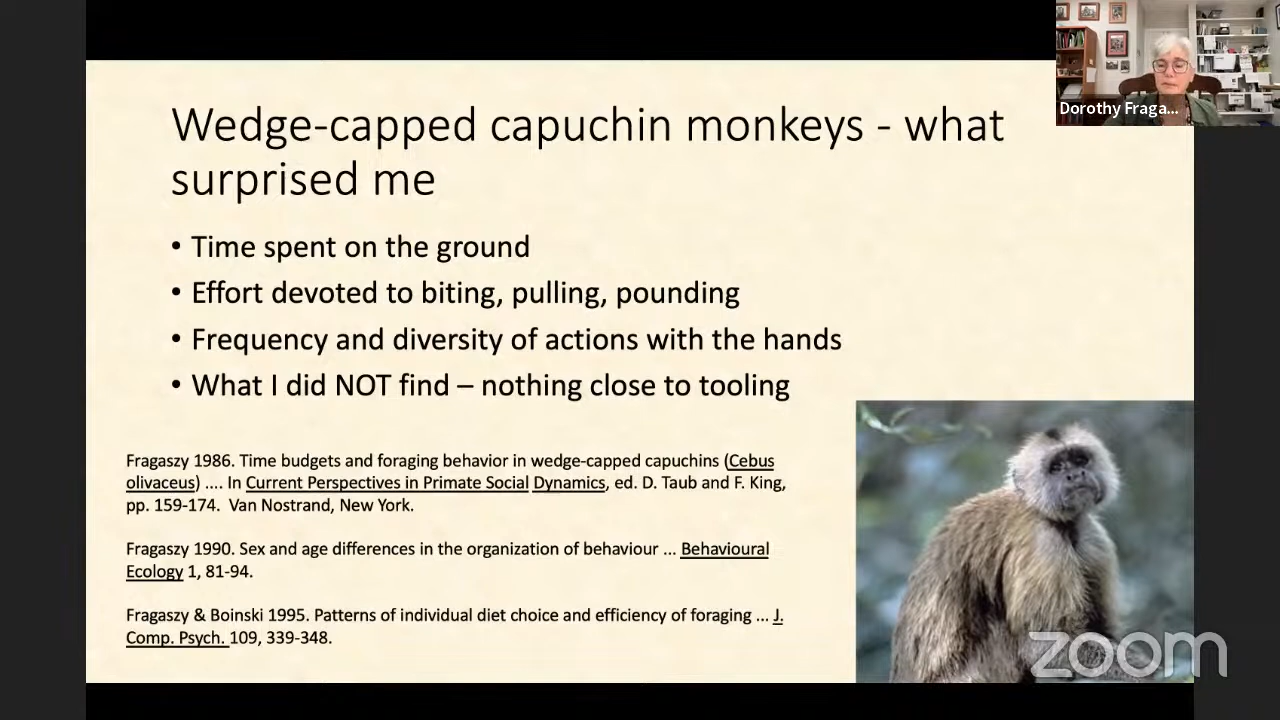 Dorothy Fraga...
Wedge-capped capuchin monkeys - what
surprised me
• Time spent on the ground
• Effort devoted to biting, pulling, pounding
• Frequency and diversity of actions with the hands
• What I did NOT find – nothing close to tooling
Fragaszy 1986. Time budgets and foraging behavior in wedge-capped capuchins (Cebus
olivaceus) .... In Current Perspectives in Primate Social Dynamics, ed. D. Taub and F. King,
pp. 159-174.  Van Nostrand, New York.
Fragaszy 1990. Sex and age differences in the organization of behaviour ... Behavioural
Ecology 1, 81-94.
Fragaszy & Boinski 1995. Patterns of individual diet choice and efficiency of foraging ... J.
Comp. Psych. 109, 339-348.
zoom